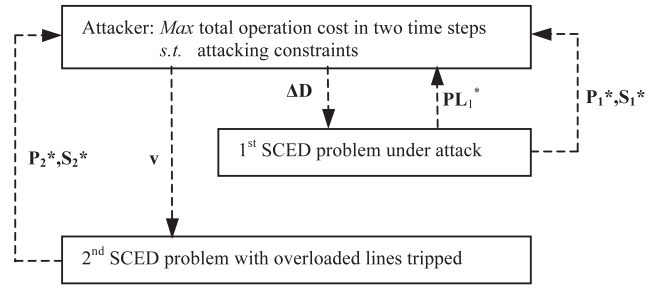 Attacker: Max total operation cost in two time steps
s.t. attacking constraints
ΔD
PL₁*
P₁*,S₁*
P₂*,S₂*
v
1st SCED problem under attack
2nd SCED problem with overloaded lines tripped